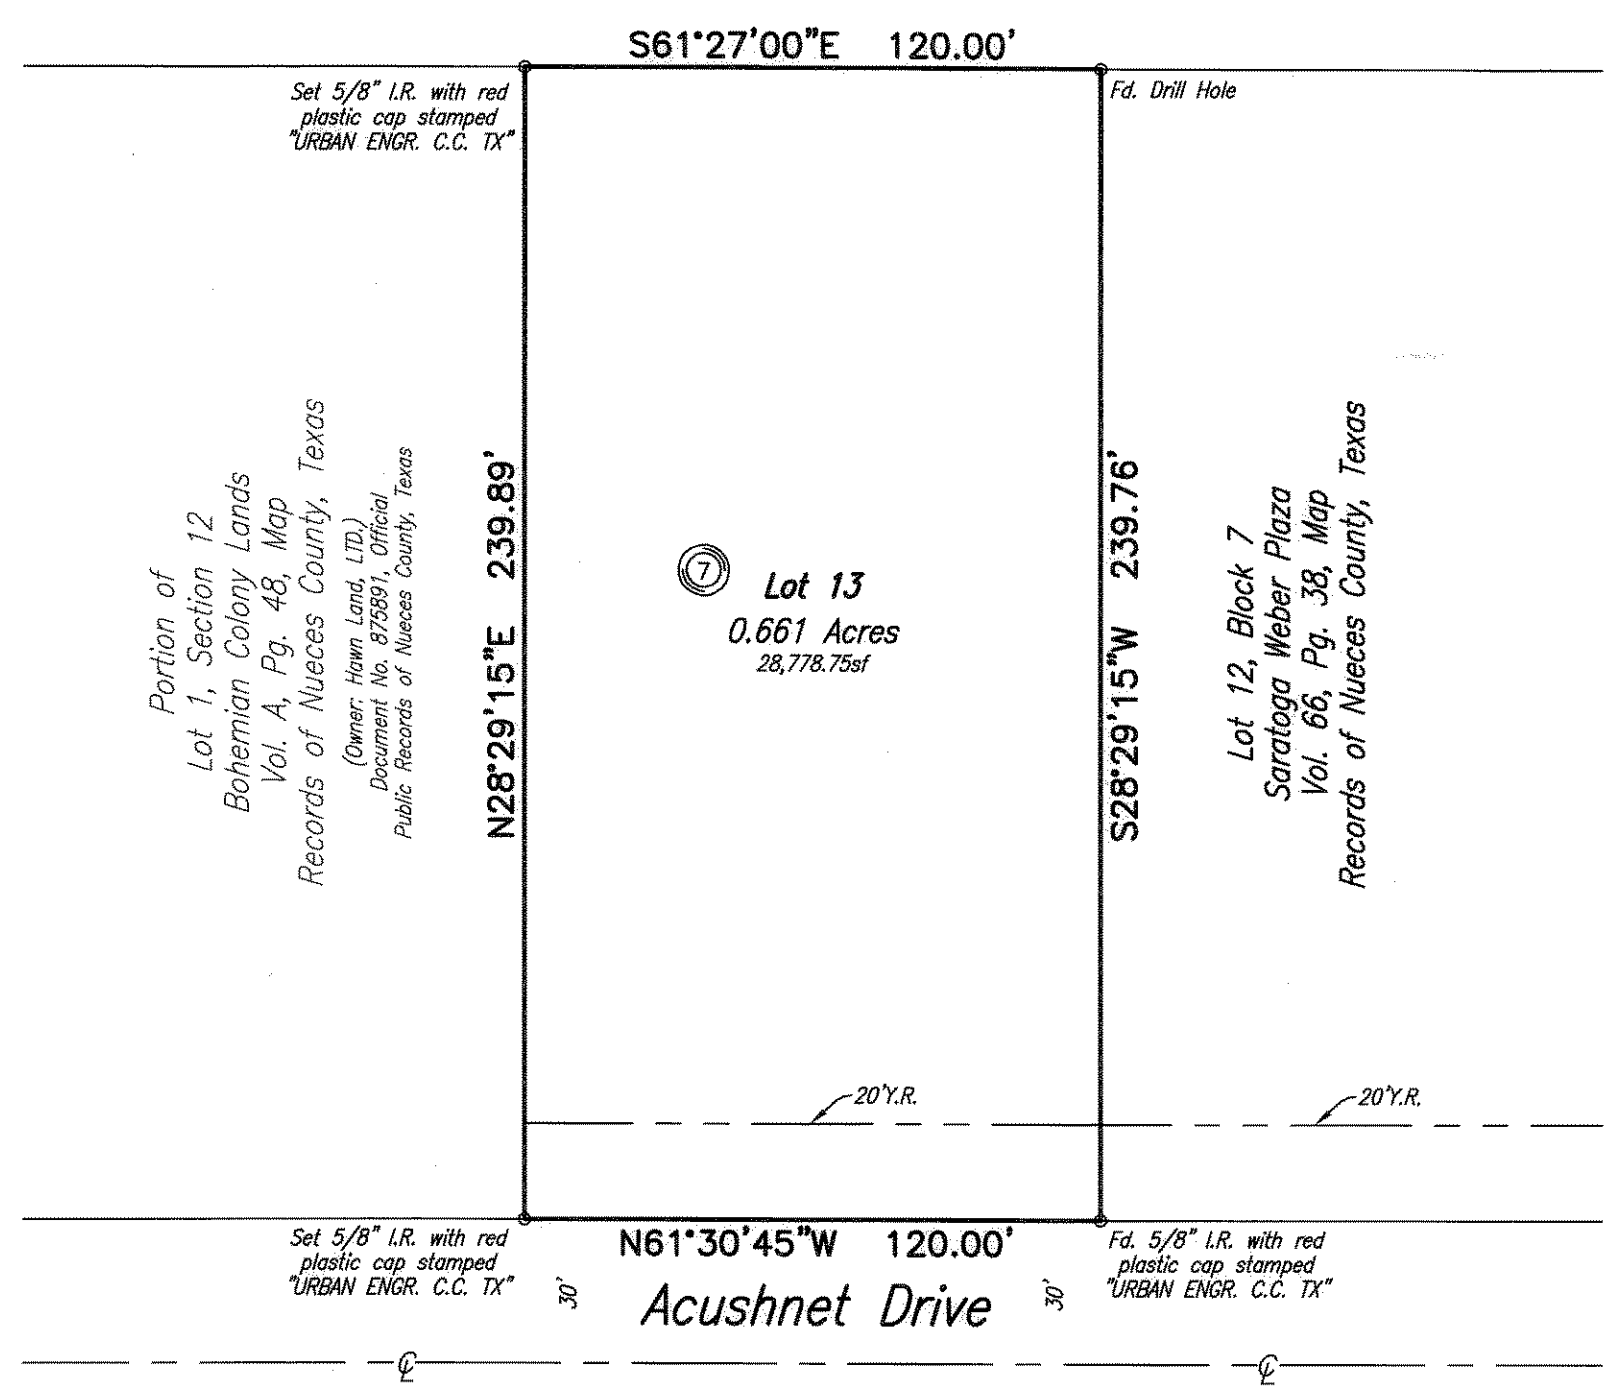 S61°27'00"E 120.00'
Set 5/8" I.R. with red
plastic cap stamped
"URBAN ENGR. C.C. TX"
Fd. Drill Hole
Portion of
Lot 1, Section 12
Bohemian Colony Lands
Vol. A, Pg. 48, Map
Records of Nueces County, Texas
(Owner: Hawn Land, LTD,)
Document No. 875891, Official
Public Records of Nueces County, Texas
N28°29'15"E 239.89'
7
Lot 13
0.661 Acres
28,778.75sf
S28°29'15"W 239.76'
Lot 12, Block 7
Saratoga Weber Plaza
Vol. 66, Pg. 38, Map
Records of Nueces County, Texas
20'Y.R.
20'Y.R.
Set 5/8" I.R. with red
plastic cap stamped
"URBAN ENGR. C.C. TX"
N61°30'45"W 120.00'
Fd. 5/8" I.R. with red
plastic cap stamped
"URBAN ENGR. C.C. TX"
30'
Acushnet Drive
30'
℄
℄